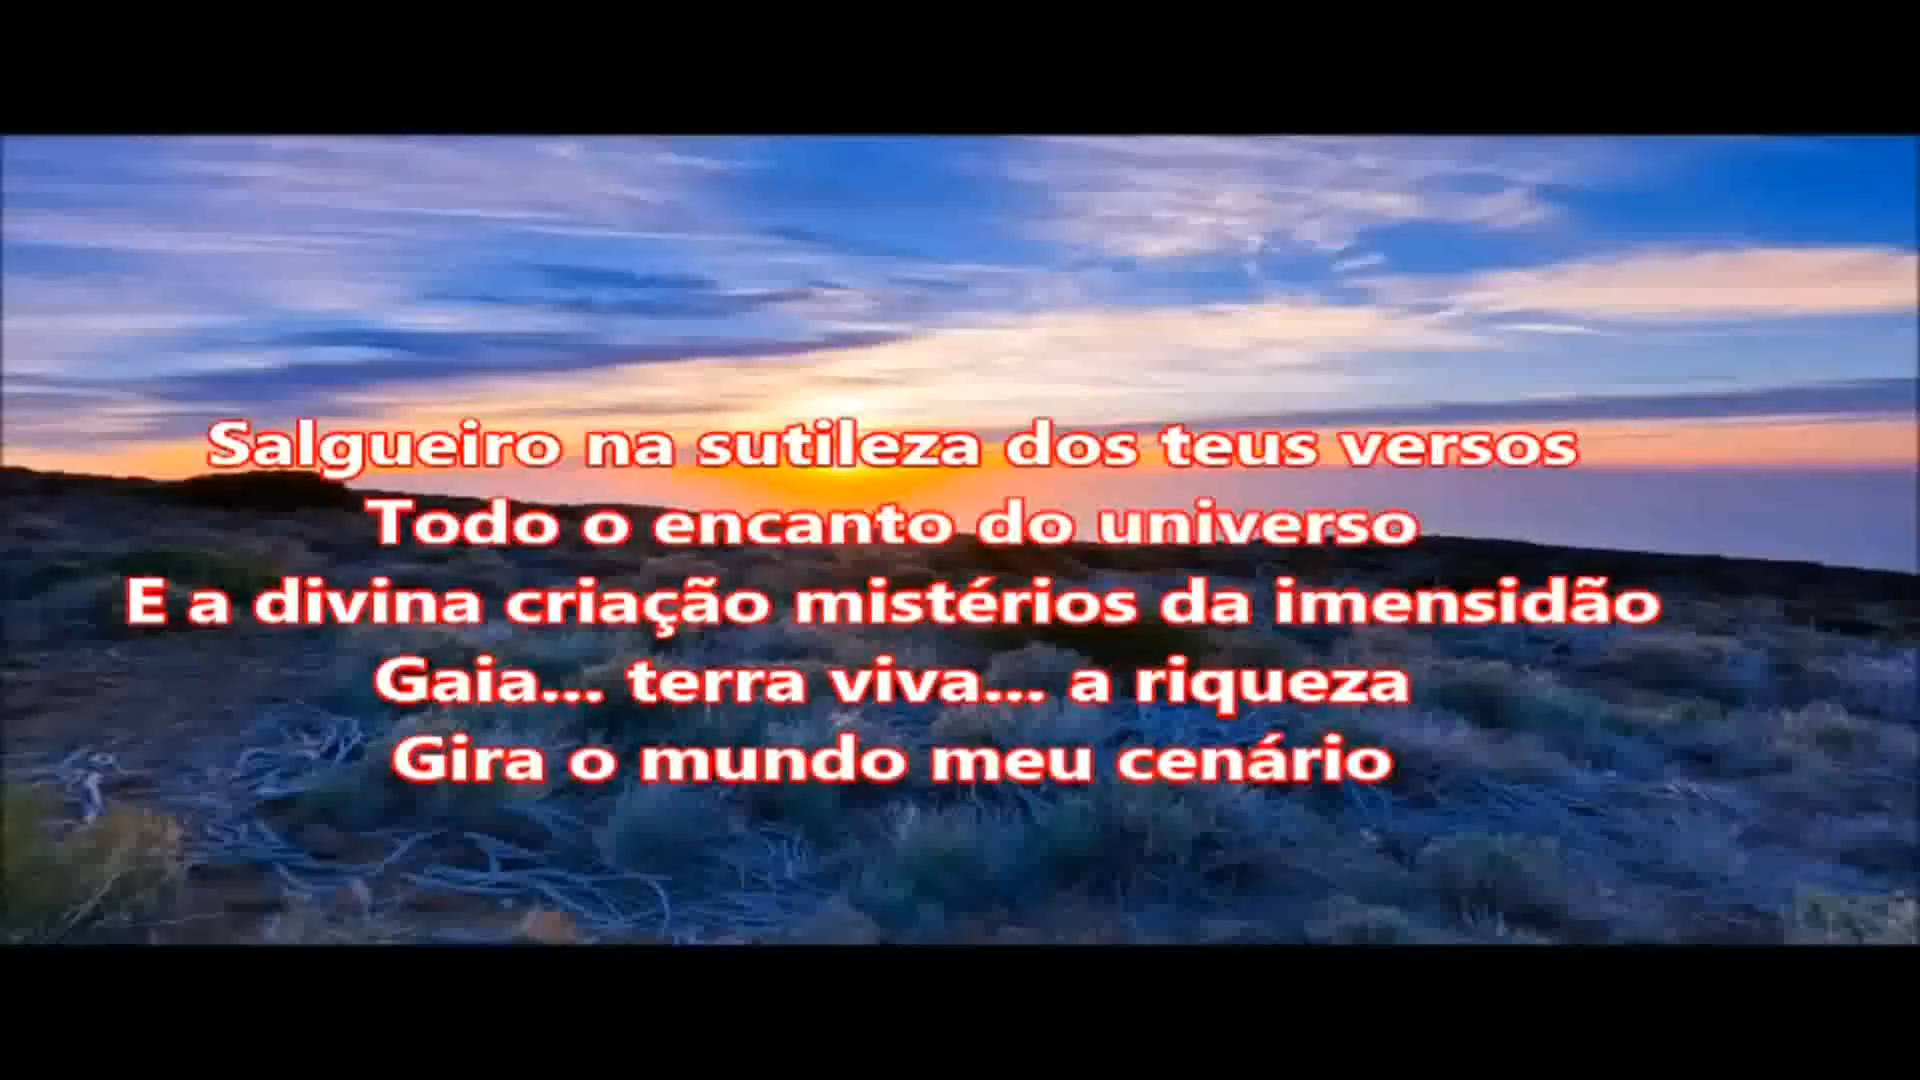 Salgueiro na sutileza dos teus versos
Todo o encanto do universo
E a divina criação mistérios da imensidão
Gaia... terra viva... a riqueza
Gira o mundo meu cenário